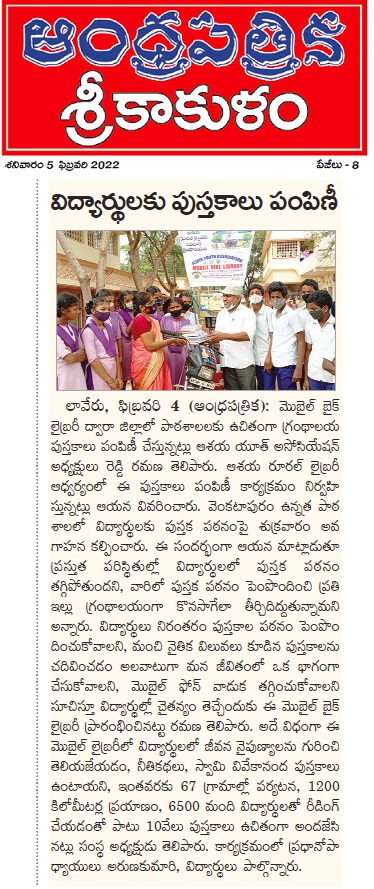 ఆంధ్రపత్రిక
శ్రీకాకుళం
శనివారం 5 ఫిబ్రవరి 2022 పేజీలు - 8
విద్యార్థులకు పుస్తకాలు పంపిణీ
MOBILE BIKE LIBRARY
లావేరు, ఫిబ్రవరి 4 (ఆంధ్రపత్రిక): మొబైల్ బైక్
లైబ్రరీ ద్వారా జిల్లాలో పాఠశాలలకు ఉచితంగా గ్రంథాలయ
పుస్తకాలు పంపిణీ చేస్తున్నట్లు ఆశయ యూత్ అసోసియేషన్
అధ్యక్షులు రెడ్డి రమణ తెలిపారు. ఆశయ రూరల్ లైబ్రరీ
ఆధ్వర్యంలో ఈ పుస్తకాలు పంపిణీ కార్యక్రమం నిర్వహి
స్తున్నట్లు ఆయన వివరించారు. వెంకటాపురం ఉన్నత పాఠ
శాలలో విద్యార్థులకు పుస్తక పఠనంపై శుక్రవారం అవ
గాహన కల్పించారు. ఈ సందర్భంగా ఆయన మాట్లాడుతూ
ప్రస్తుత పరిస్థితుల్లో విద్యార్థులలో పుస్తక పఠనం
తగ్గిపోతుందని, వారిలో పుస్తక పఠనం పెంపొందించి ప్రతి
ఇల్లు గ్రంథాలయంగా కొనసాగేలా తీర్చిదిద్దుతున్నామని
అన్నారు. విద్యార్థులు నిరంతరం పుస్తకాల పఠనం పెంపొం
దించుకోవాలని, మంచి నైతిక విలువలు కూడిన పుస్తకాలను
చదివించడం అలవాటుగా మన జీవితంలో ఒక భాగంగా
చేసుకోవాలని, మొబైల్ ఫోన్ వాడుక తగ్గించుకోవాలని
సూచిస్తూ విద్యార్థుల్లో చైతన్యం తెచ్చేందుకు ఈ మొబైల్ బైక్
లైబ్రరీ ప్రారంభించినట్టు రమణ తెలిపారు. అదే విధంగా ఈ
మొబైల్ లైబ్రరీలో విద్యార్థులలో జీవన నైపుణ్యాలను గురించి
తెలియజేయడం, నీతికథలు, స్వామి వివేకానంద పుస్తకాలు
ఉంటాయని, ఇంతవరకు 67 గ్రామాల్లో పర్యటన, 1200
కిలోమీటర్ల ప్రయాణం, 6500 మంది విద్యార్థులతో రీడింగ్
చేయడంతో పాటు 10వేలు పుస్తకాలు ఉచితంగా అందజేసి
నట్లు సంస్థ అధ్యక్షుడు తెలిపారు. కార్యక్రమంలో ప్రధానోపా
ధ్యాయులు అరుణకుమారి, విద్యార్థులు పాల్గొన్నారు.